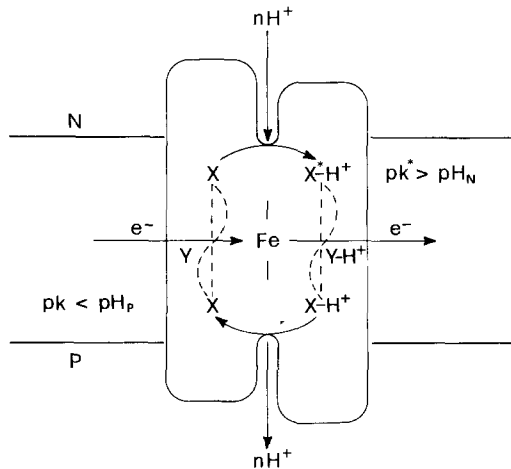 nH⁺
N
X
X*-H⁺
pk* > pH_N
e⁻
Y
Fe
Y-H⁺
e⁻
pk < pH_P
X
X-H⁺
P
nH⁺